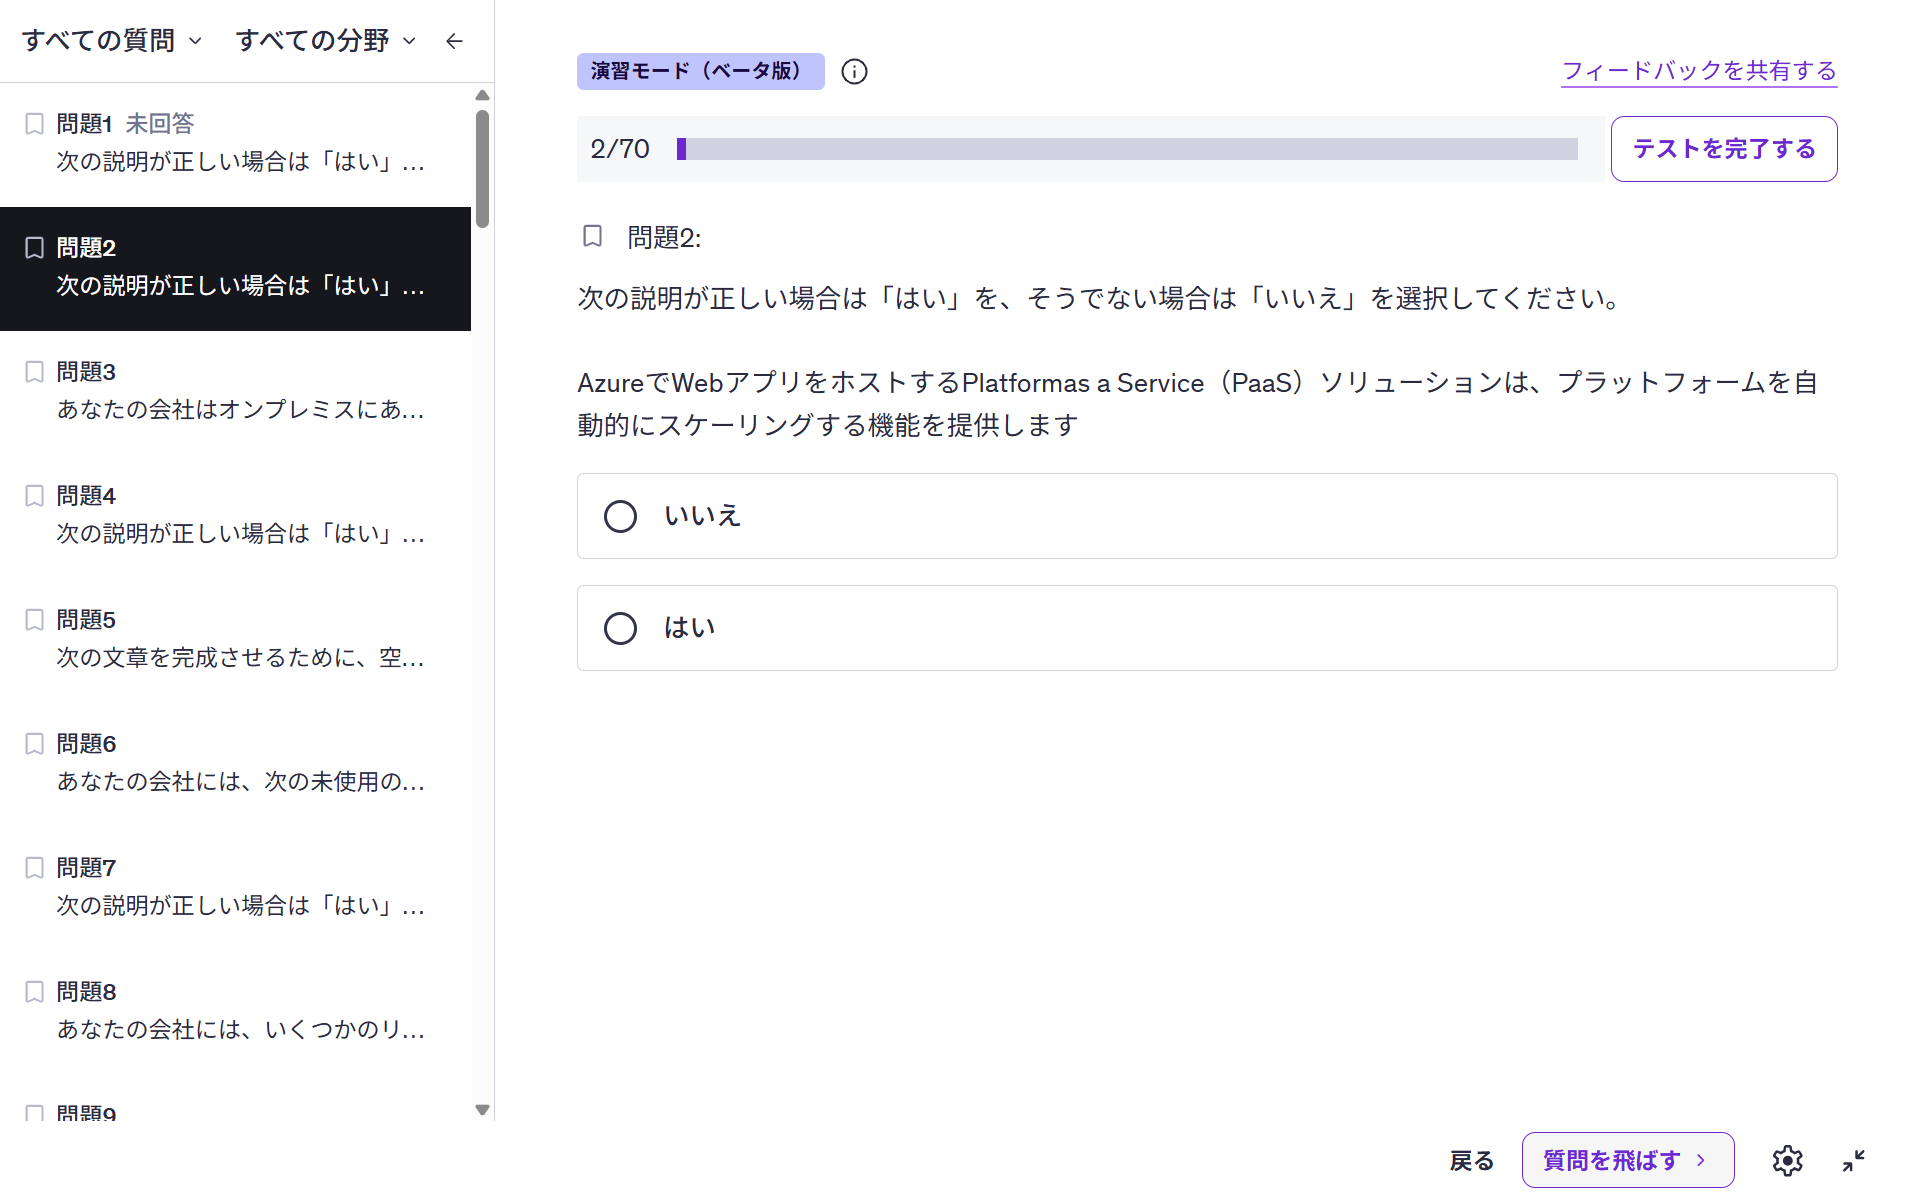 すべての質問
すべての分野
問題1 未回答
次の説明が正しい場合は「はい」...
問題2
次の説明が正しい場合は「はい」...
問題3
あなたの会社はオンプレミスにあ...
問題4
次の説明が正しい場合は「はい」...
問題5
次の文章を完成させるために、空...
問題6
あなたの会社には、次の未使用の...
問題7
次の説明が正しい場合は「はい」...
問題8
あなたの会社には、いくつかのリ...
問題9
演習モード（ベータ版）
フィードバックを共有する
2/70
テストを完了する
問題2:
次の説明が正しい場合は「はい」を、そうでない場合は「いいえ」を選択してください。
AzureでWebアプリをホストするPlatformas a Service（PaaS）ソリューションは、プラットフォームを自
動的にスケーリングする機能を提供します
いいえ
はい
戻る
質問を飛ばす